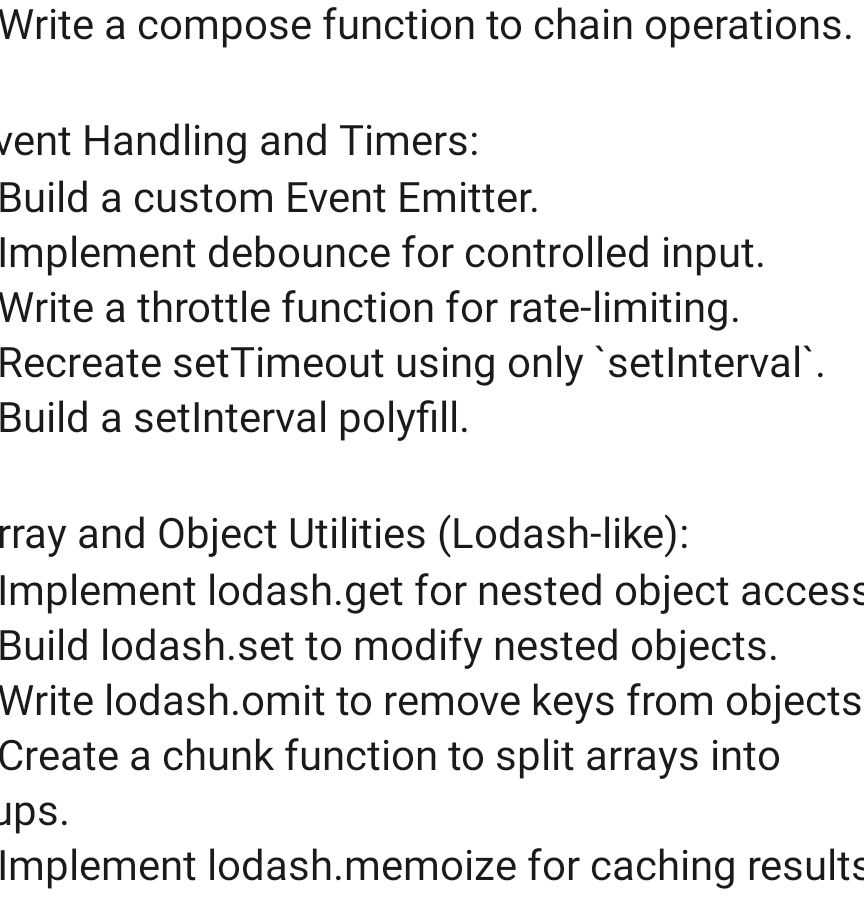 Write a compose function to chain operations.
vent Handling and Timers:
Build a custom Event Emitter.
Implement debounce for controlled input.
Write a throttle function for rate-limiting.
Recreate setTimeout using only `setInterval`.
Build a setInterval polyfill.
rray and Object Utilities (Lodash-like):
Implement lodash.get for nested object access
Build lodash.set to modify nested objects.
Write lodash.omit to remove keys from objects
Create a chunk function to split arrays into
ups.
Implement lodash.memoize for caching results